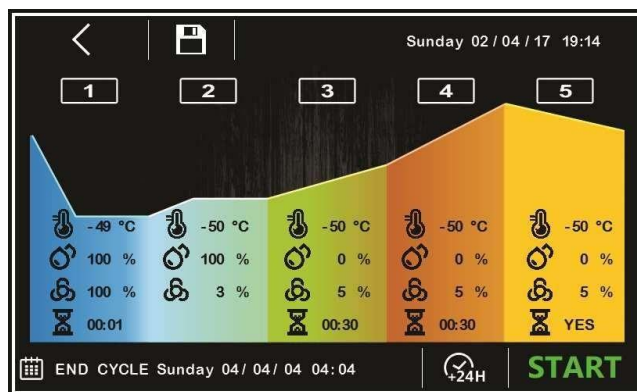 Sunday 02 / 04 / 17 19:14
1 2 3 4 5
- 49 °C - 50 °C - 50 °C - 50 °C - 50 °C
100 % 100 % 0 % 0 % 0 %
100 % 3 % 5 % 5 % 5 %
00:01 00:30 00:30 YES
END CYCLE Sunday 04 / 04 / 04 04:04 +24H START